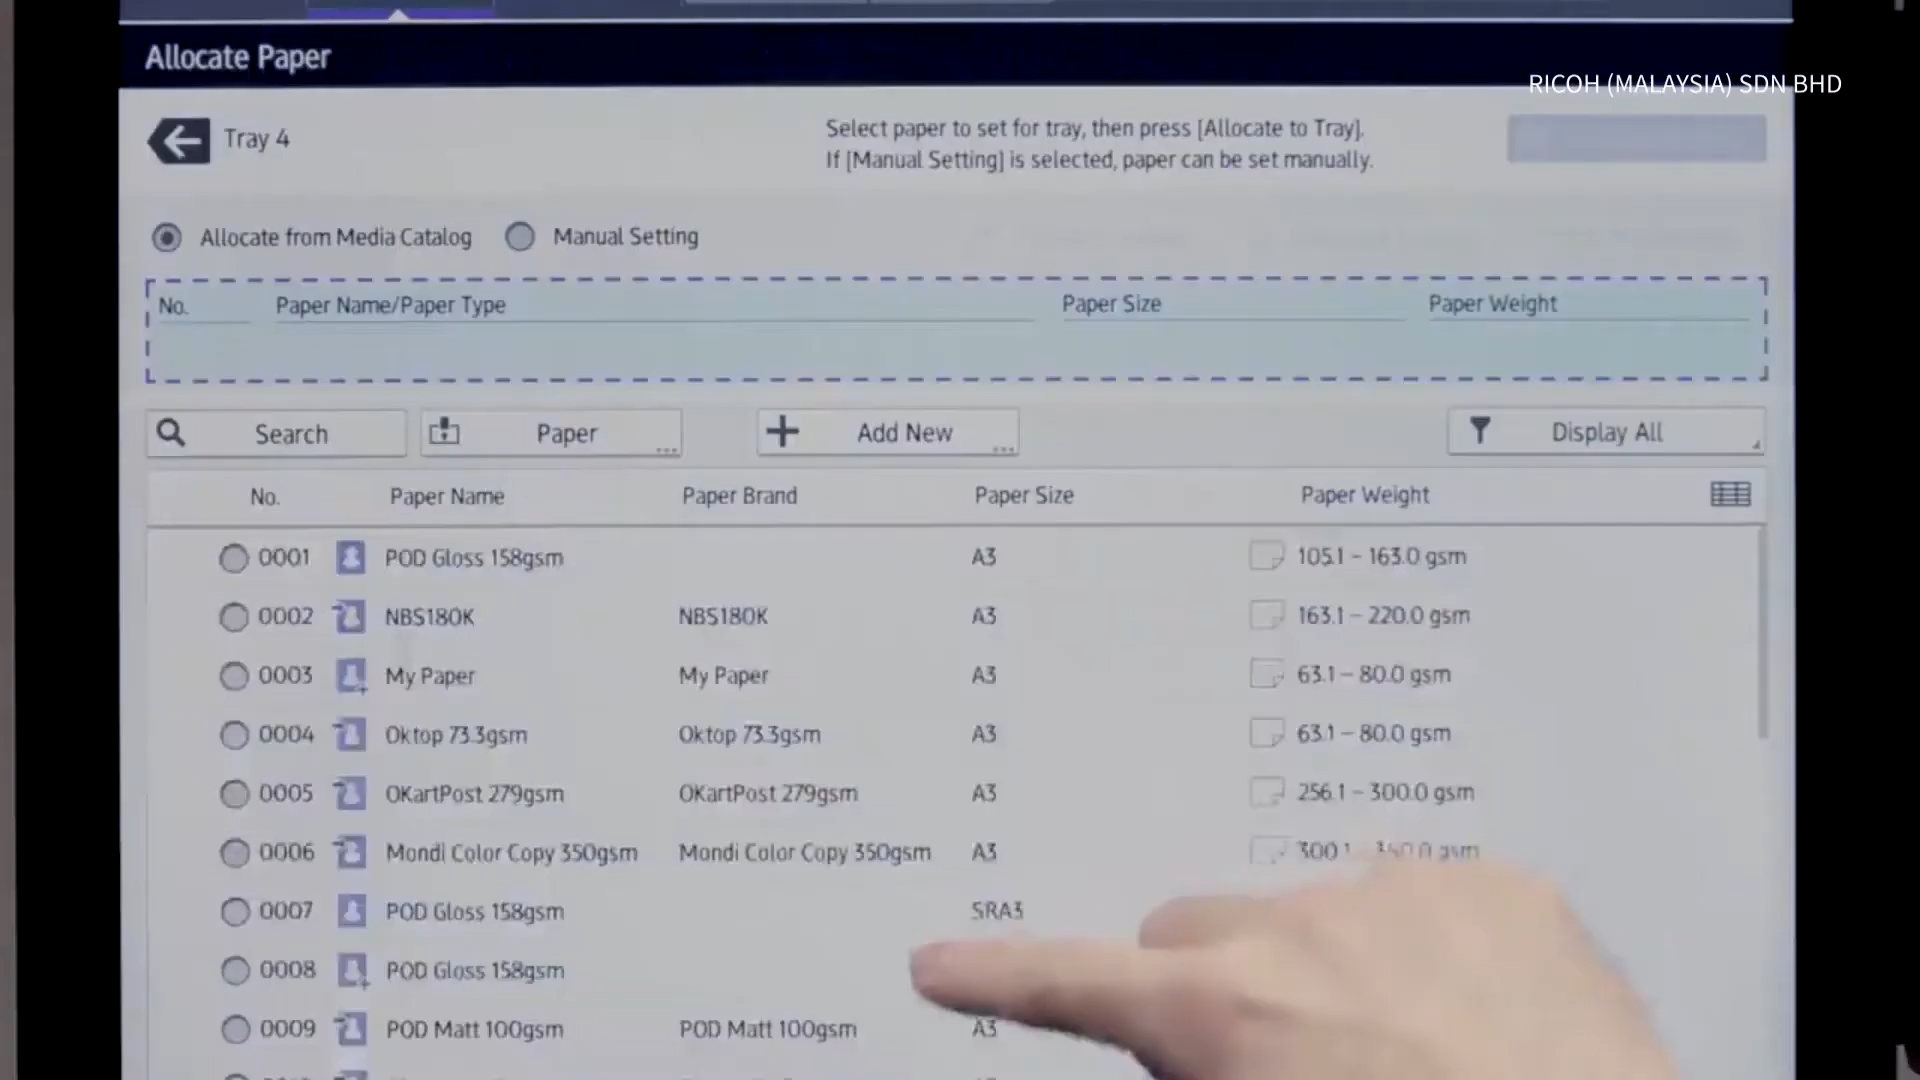 Allocate Paper
RICOH (MALAYSIA) SDN BHD
Tray 4
Select paper to set for tray, then press [Allocate to Tray].
If [Manual Setting] is selected, paper can be set manually.
Allocate from Media Catalog Manual Setting
No. Paper Name/Paper Type Paper Size Paper Weight
Search Paper ... Add New ... Display All
No. Paper Name Paper Brand Paper Size Paper Weight
0001 POD Gloss 158gsm A3 105.1 - 163.0 gsm
0002 NBS180K NBS180K A3 163.1 - 220.0 gsm
0003 My Paper My Paper A3 63.1 - 80.0 gsm
0004 Oktop 73.3gsm Oktop 73.3gsm A3 63.1 - 80.0 gsm
0005 OKartPost 279gsm OKartPost 279gsm A3 256.1 - 300.0 gsm
0006 Mondi Color Copy 350gsm Mondi Color Copy 350gsm A3 gsm
0007 POD Gloss 158gsm SRA3
0008 POD Gloss 158gsm
0009 POD Matt 100gsm POD Matt 100gsm A3